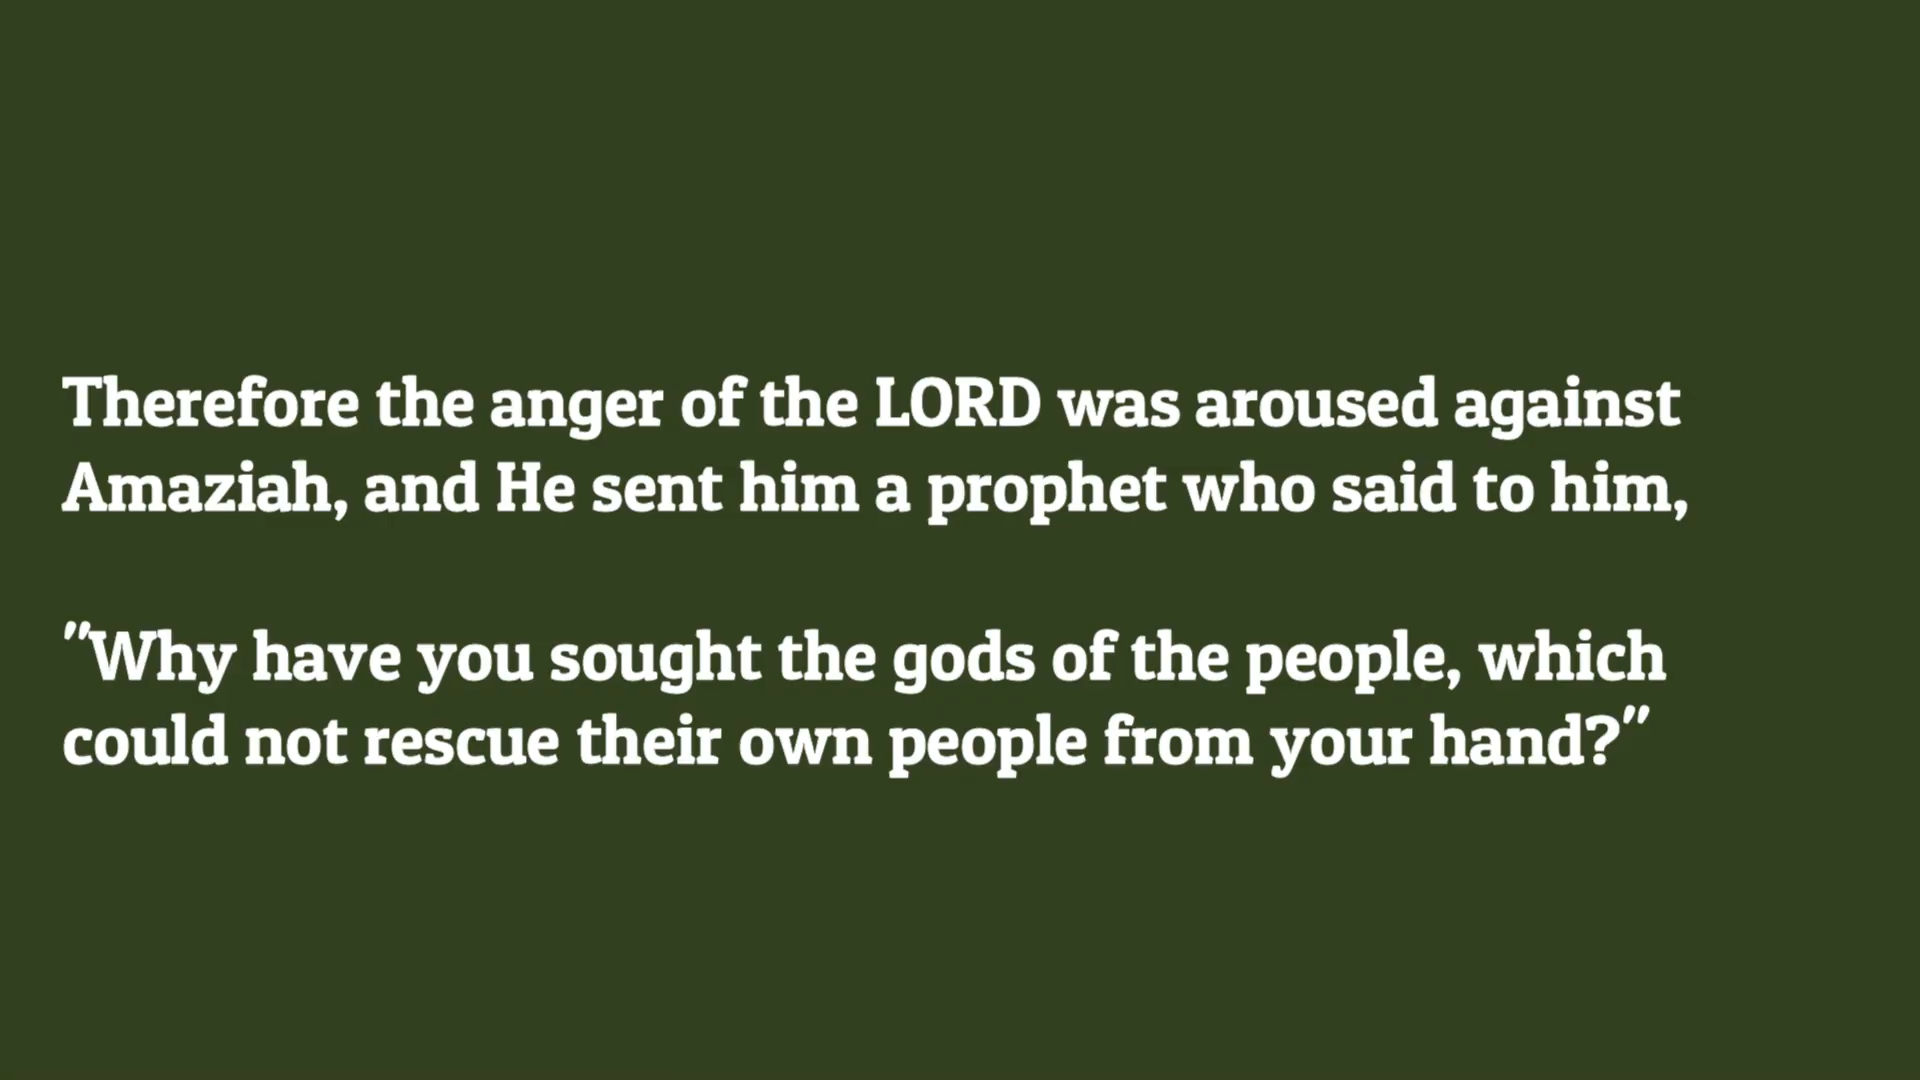 Therefore the anger of the LORD was aroused against
Amaziah, and He sent him a prophet who said to him,
"Why have you sought the gods of the people, which
could not rescue their own people from your hand?"